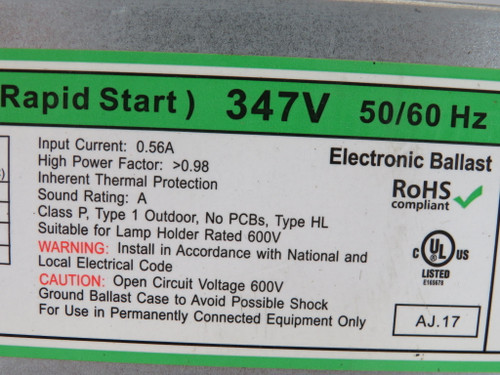 Rapid Start) 347V 50/60 Hz
Input Current: 0.56A
High Power Factor: >0.98
Inherent Thermal Protection
Sound Rating: A
Class P, Type 1 Outdoor, No PCBs, Type HL
Suitable for Lamp Holder Rated 600V
WARNING: Install in Accordance with National and
Local Electrical Code
CAUTION: Open Circuit Voltage 600V
Ground Ballast Case to Avoid Possible Shock
For Use in Permanently Connected Equipment Only
Electronic Ballast
RoHS
compliant
C UL US
LISTED
AJ.17